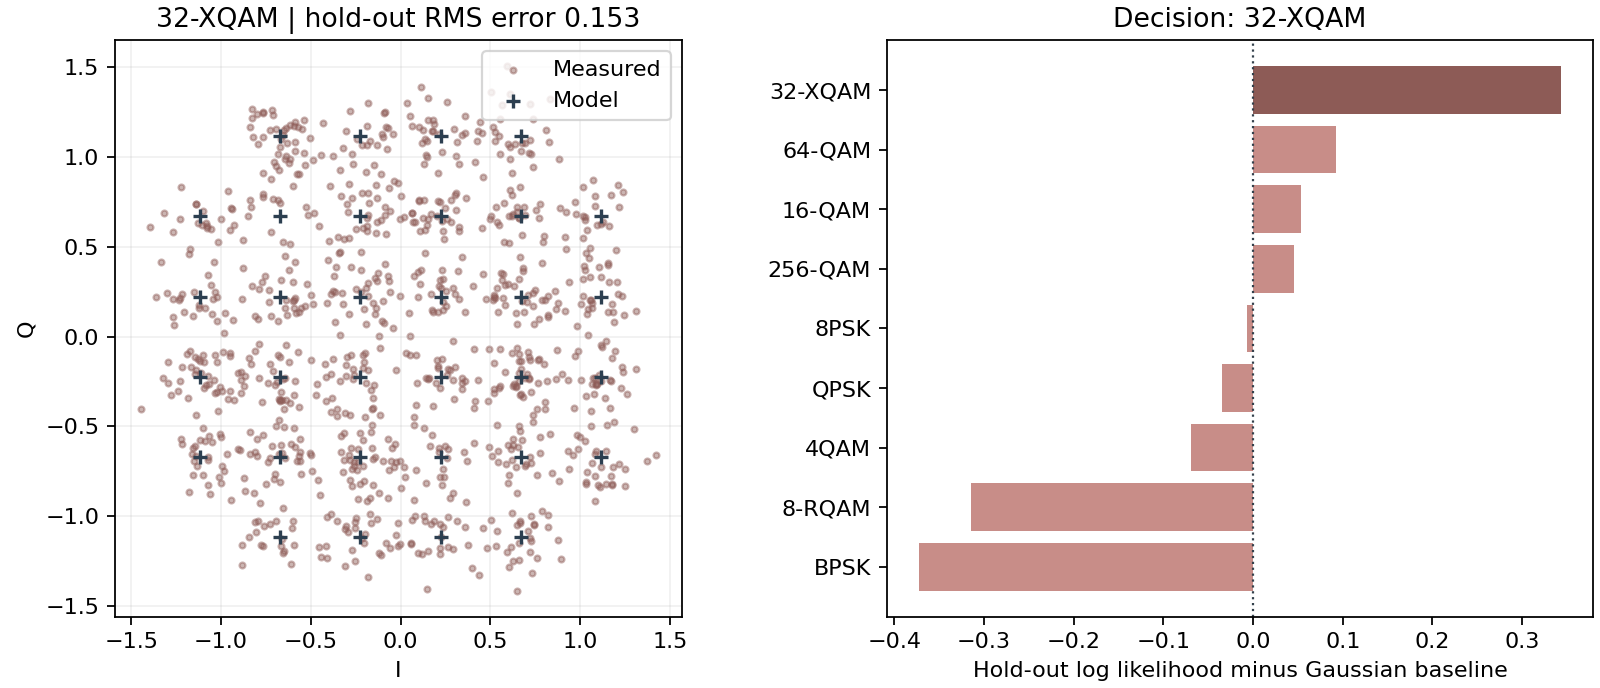 32-XQAM | hold-out RMS error 0.153
Measured
Model
1.5
1.0
0.5
0.0
−0.5
−1.0
−1.5
Q
−1.5
−1.0
−0.5
0.0
0.5
1.0
1.5
I
Decision: 32-XQAM
32-XQAM
64-QAM
16-QAM
256-QAM
8PSK
QPSK
4QAM
8-RQAM
BPSK
−0.4
−0.3
−0.2
−0.1
0.0
0.1
0.2
0.3
Hold-out log likelihood minus Gaussian baseline